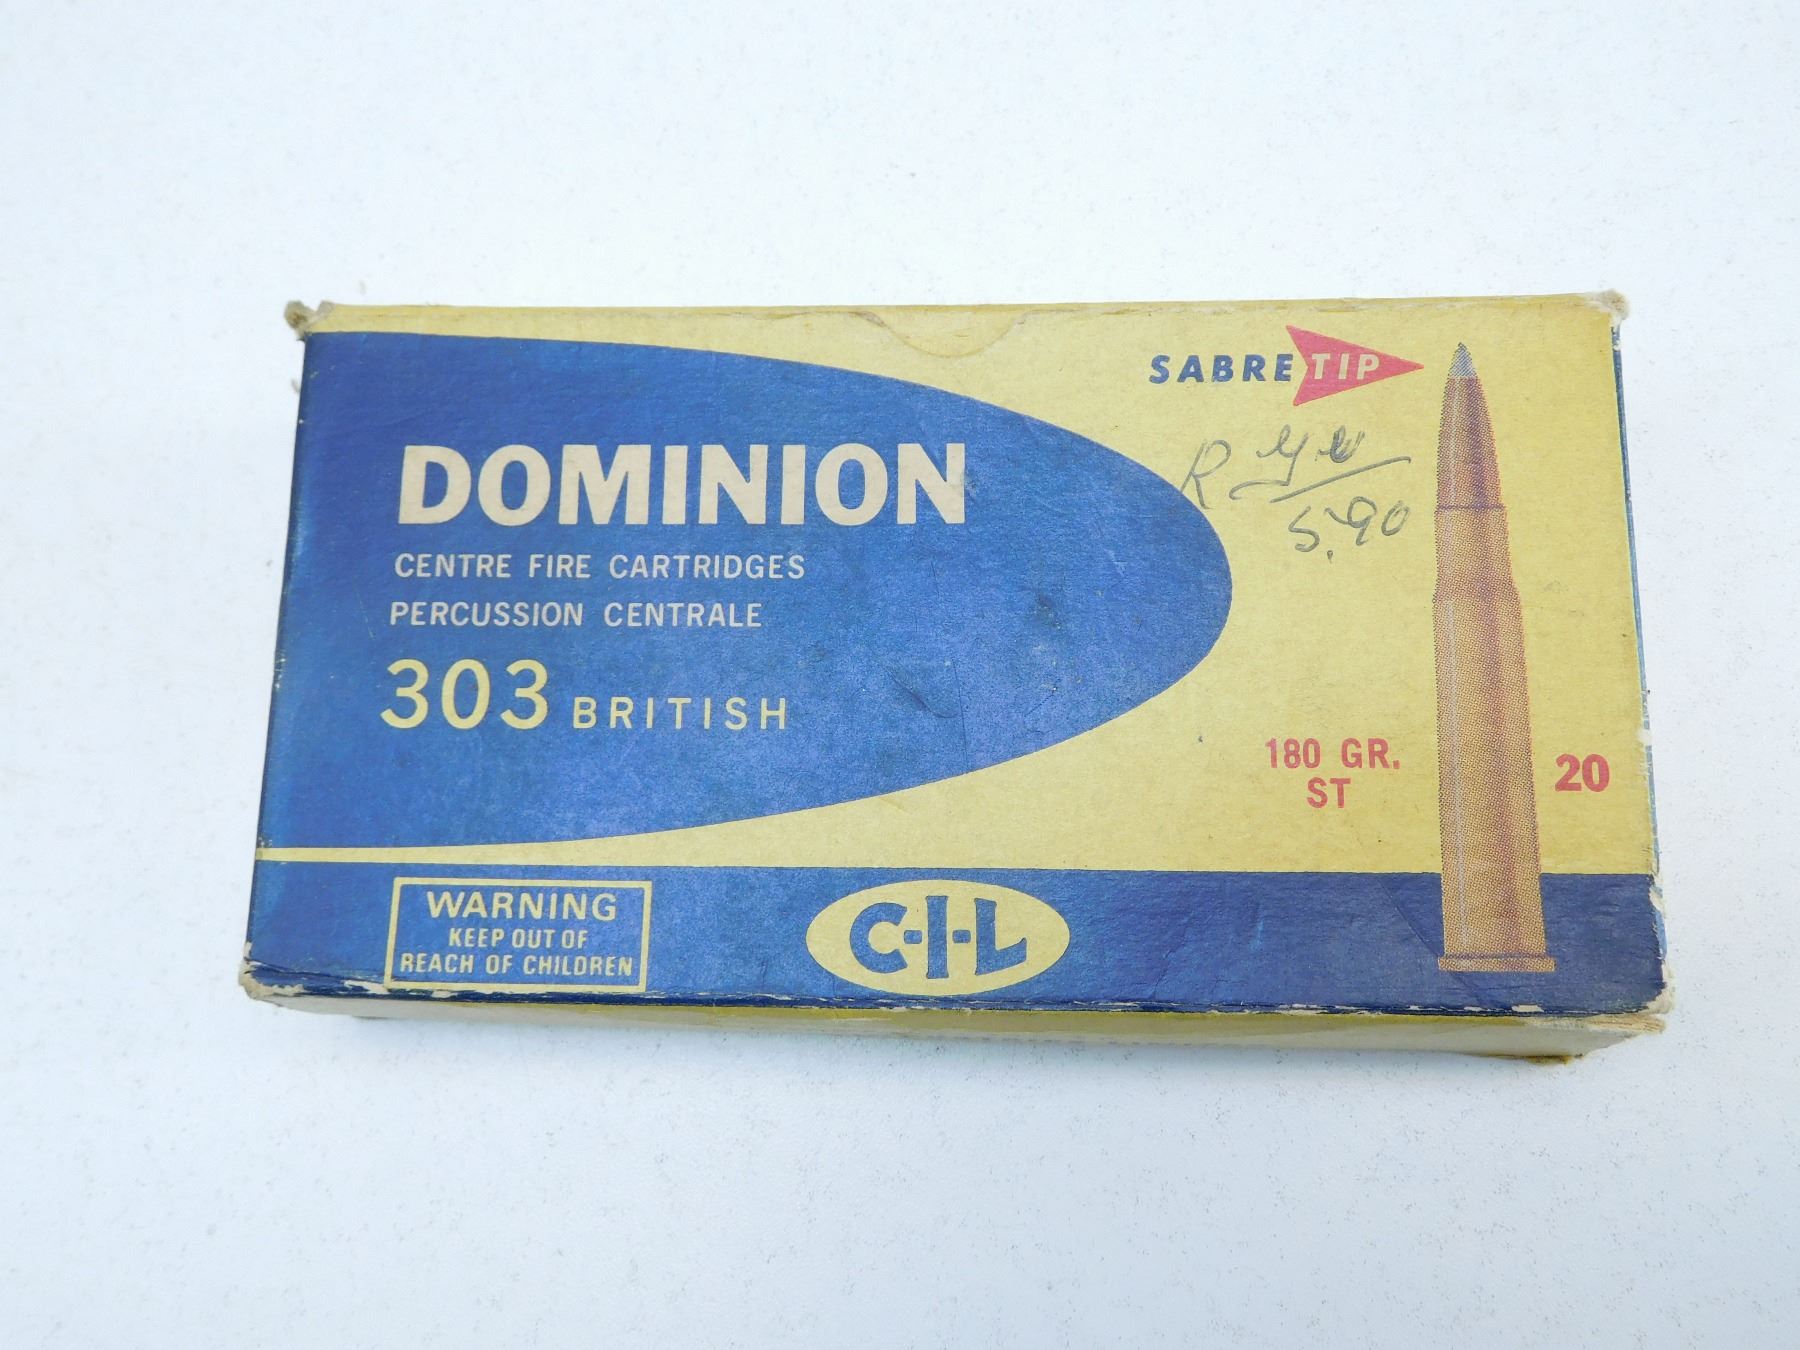 SABRE TIP
DOMINION
R
5.90
CENTRE FIRE CARTRIDGES
PERCUSSION CENTRALE
303 BRITISH
180 GR.
ST
20
WARNING
KEEP OUT OF
REACH OF CHILDREN
C-I-L